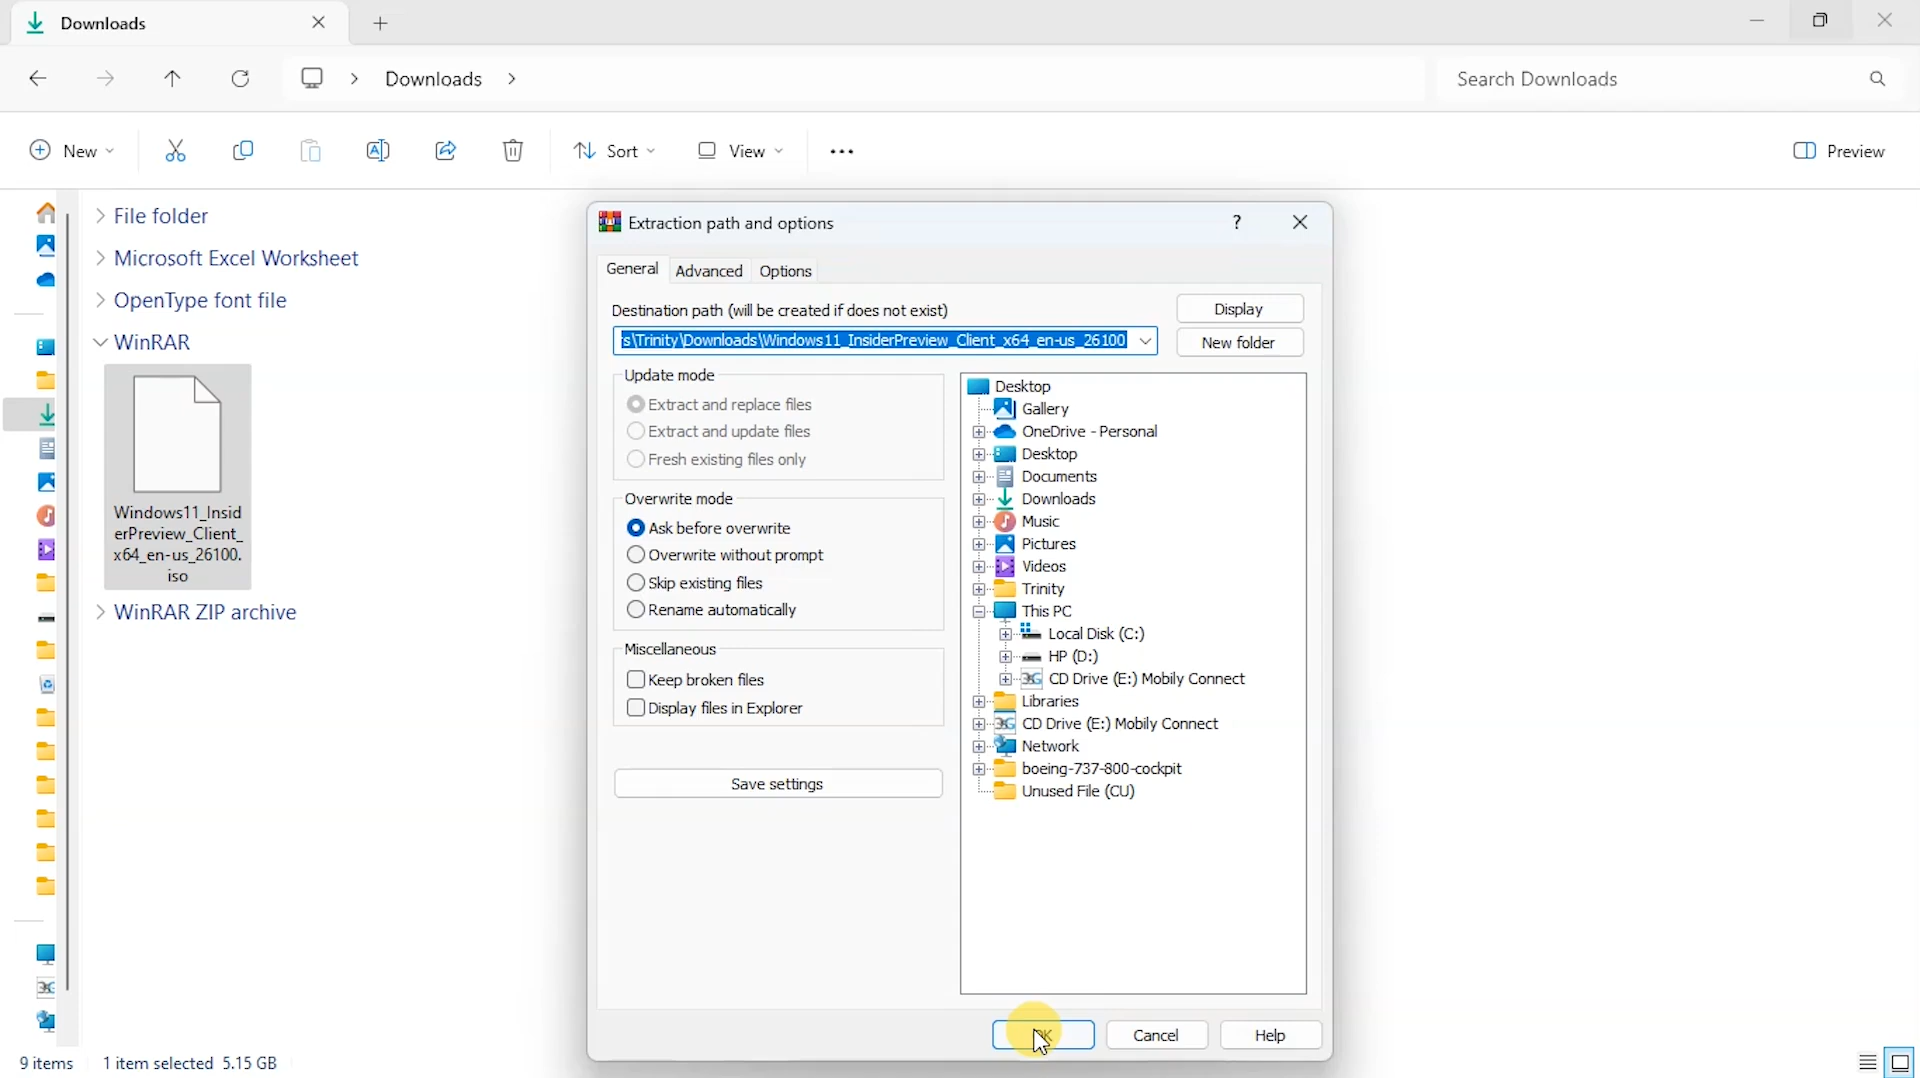 Downloads
Downloads
Search Downloads
New
Sort
View
Preview
File folder
Microsoft Excel Worksheet
OpenType font file
WinRAR
Windows11_Insid
erPreview_Client_
x64_en-us_26100.
iso
WinRAR ZIP archive
Extraction path and options
?
General Advanced Options
Destination path (will be created if does not exist)
Display
s\Trinity\Downloads\Windows11_InsiderPreview_Client_x64_en-us_26100
New folder
Update mode
Extract and replace files
Extract and update files
Fresh existing files only
Overwrite mode
Ask before overwrite
Overwrite without prompt
Skip existing files
Rename automatically
Miscellaneous
Keep broken files
Display files in Explorer
Save settings
Desktop
Gallery
OneDrive - Personal
Desktop
Documents
Downloads
Music
Pictures
Videos
Trinity
This PC
Local Disk (C:)
HP (D:)
CD Drive (E:) Mobily Connect
Libraries
CD Drive (E:) Mobily Connect
Network
boeing-737-800-cockpit
Unused File (CU)
OK Cancel Help
9 items 1 item selected 5.15 GB